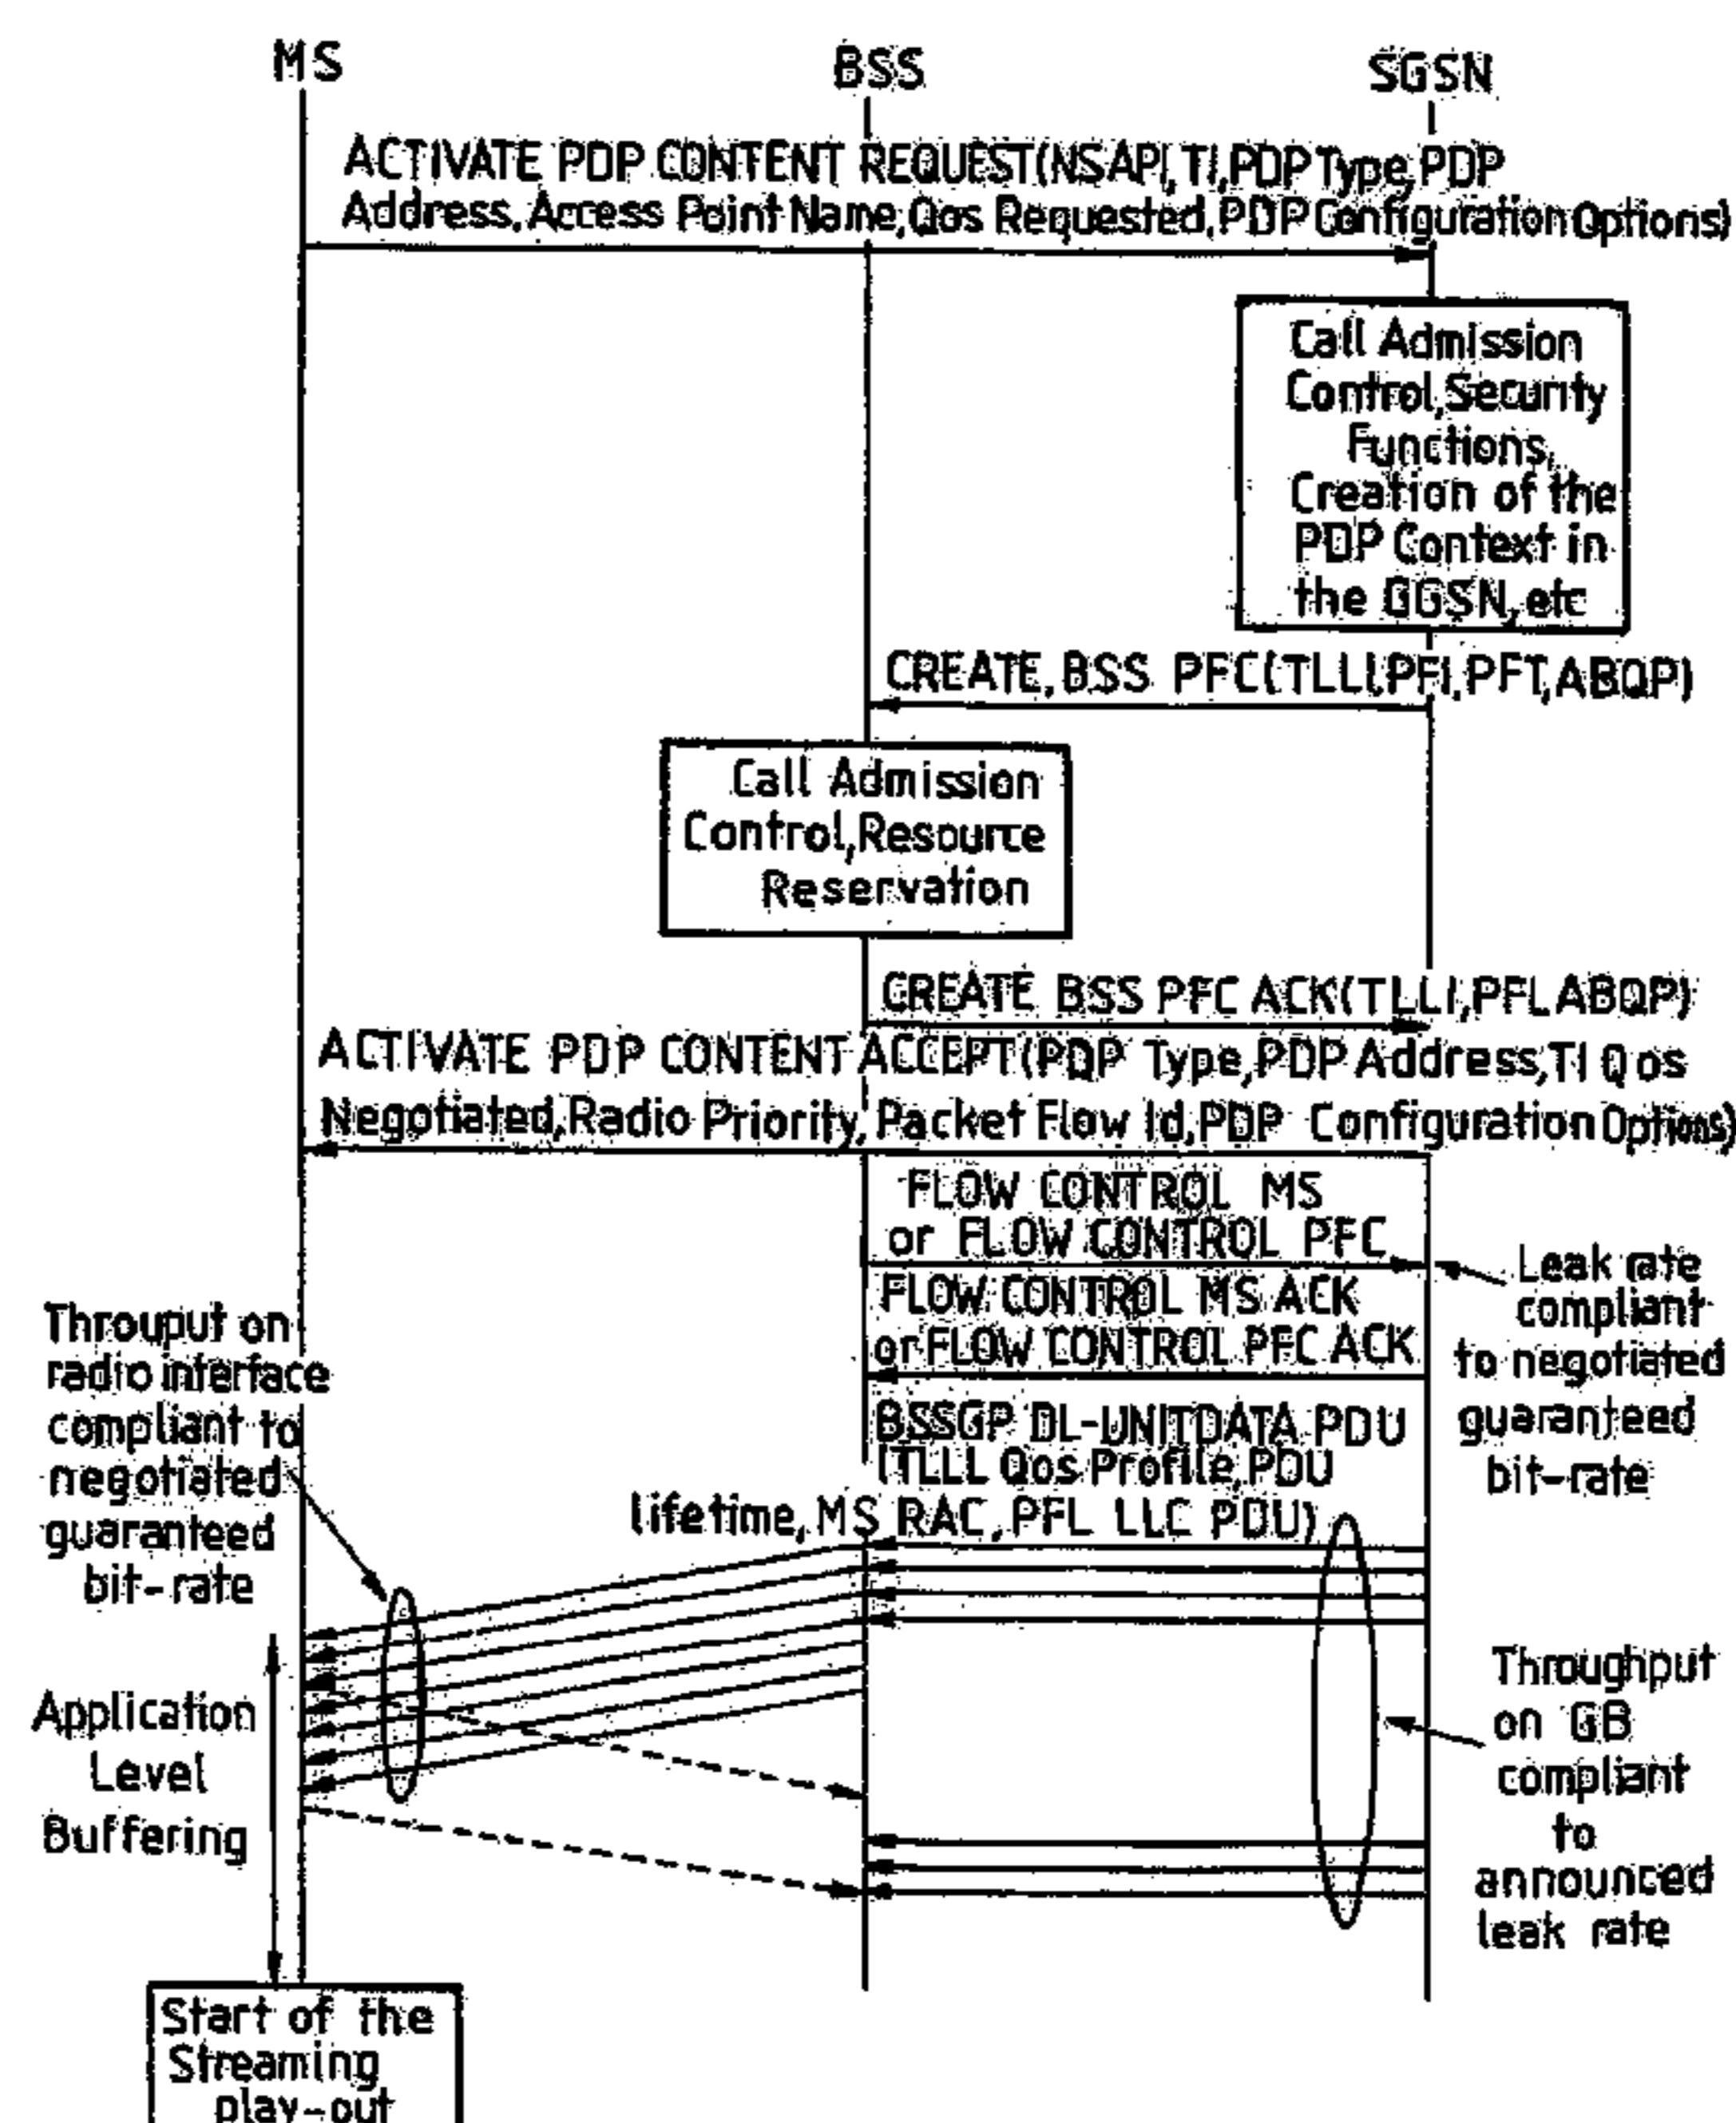 MS
BSS
SGSN
ACTIVATE PDP CONTENT REQUEST(NSAPI,TI,PDP Type,PDP
Address,Access Point Name,Qos Requested,PDP Configuration Options)
Call Admission
Control,Security
Functions,
Creation of the
PDP Context in
the GGSN,etc
CREATE,BSS PFC(TLLI,PFI,PFT,ABQP)
Call Admission
Control,Resource
Reservation
CREATE BSS PFC ACK(TLLI,PFI,ABQP)
ACTIVATE PDP CONTENT ACCEPT(PDP Type,PDP Address,TI Qos
Negotiated,Radio Priority,Packet Flow Id,PDP Configuration Options)
FLOW CONTROL MS
or FLOW CONTROL PFC
Leak rate
compliant
to negotiated
guaranteed
bit-rate
FLOW CONTROL MS ACK
or FLOW CONTROL PFC ACK
Throuput on
radio interface
compliant to
negotiated
guaranteed
bit-rate
BSSGP DL-UNITDATA PDU
(TLLI, Qos Profile,PDU
lifetime, MS RAC, PFI, LLC PDU)
Application
Level
Buffering
Throughput
on GB
compliant
to
announced
leak rate
Start of the
Streaming
play-out